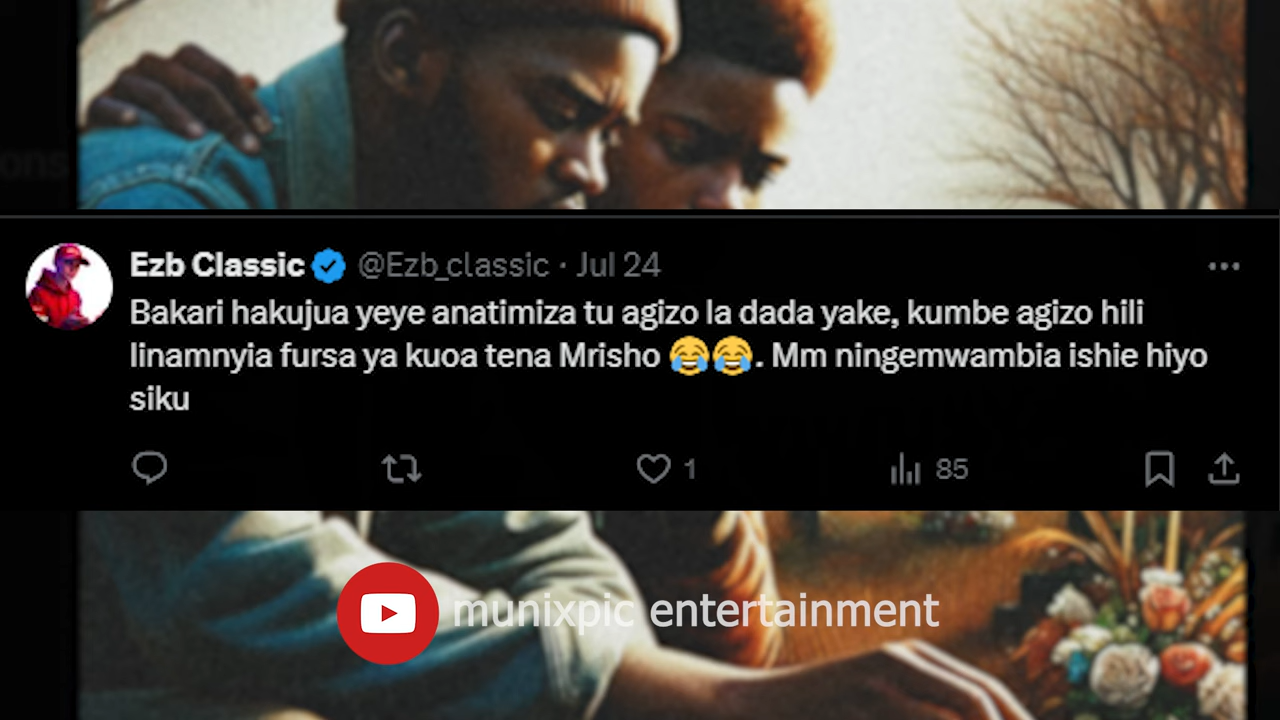 ons
Ezb Classic @Ezb_classic · Jul 24
Bakari hakujua yeye anatimiza tu agizo la dada yake, kumbe agizo hili
linamnyia fursa ya kuoa tena Mrisho 😂😂. Mm ningemwambia ishie hiyo
siku
1
85
munixpic entertainment